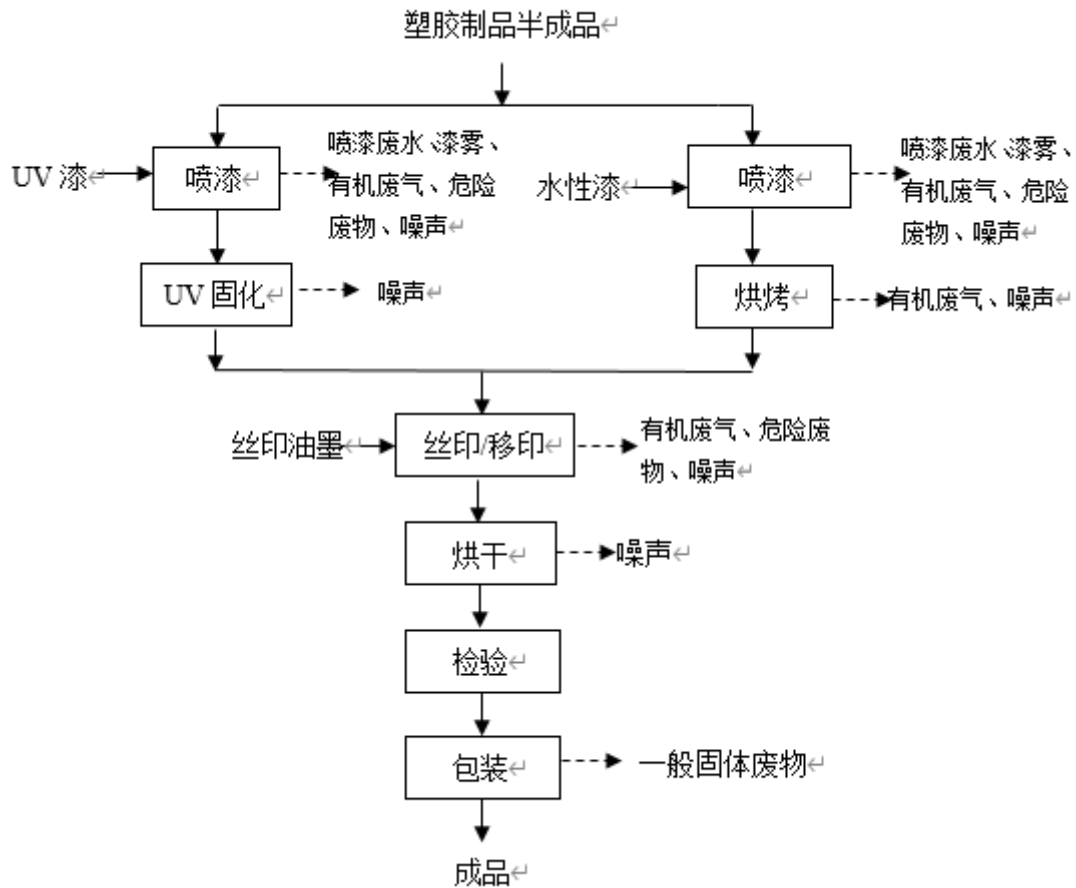 塑胶制品半成品
UV 漆
喷漆
喷漆废水、漆雾、
有机废气、危险
废物、噪声
水性漆
喷漆
喷漆废水、漆雾、
有机废气、危险
废物、噪声
UV 固化
噪声
烘烤
有机废气、噪声
丝印油墨
丝印/移印
有机废气、危险废
物、噪声
烘干
噪声
检验
包装
一般固体废物
成品